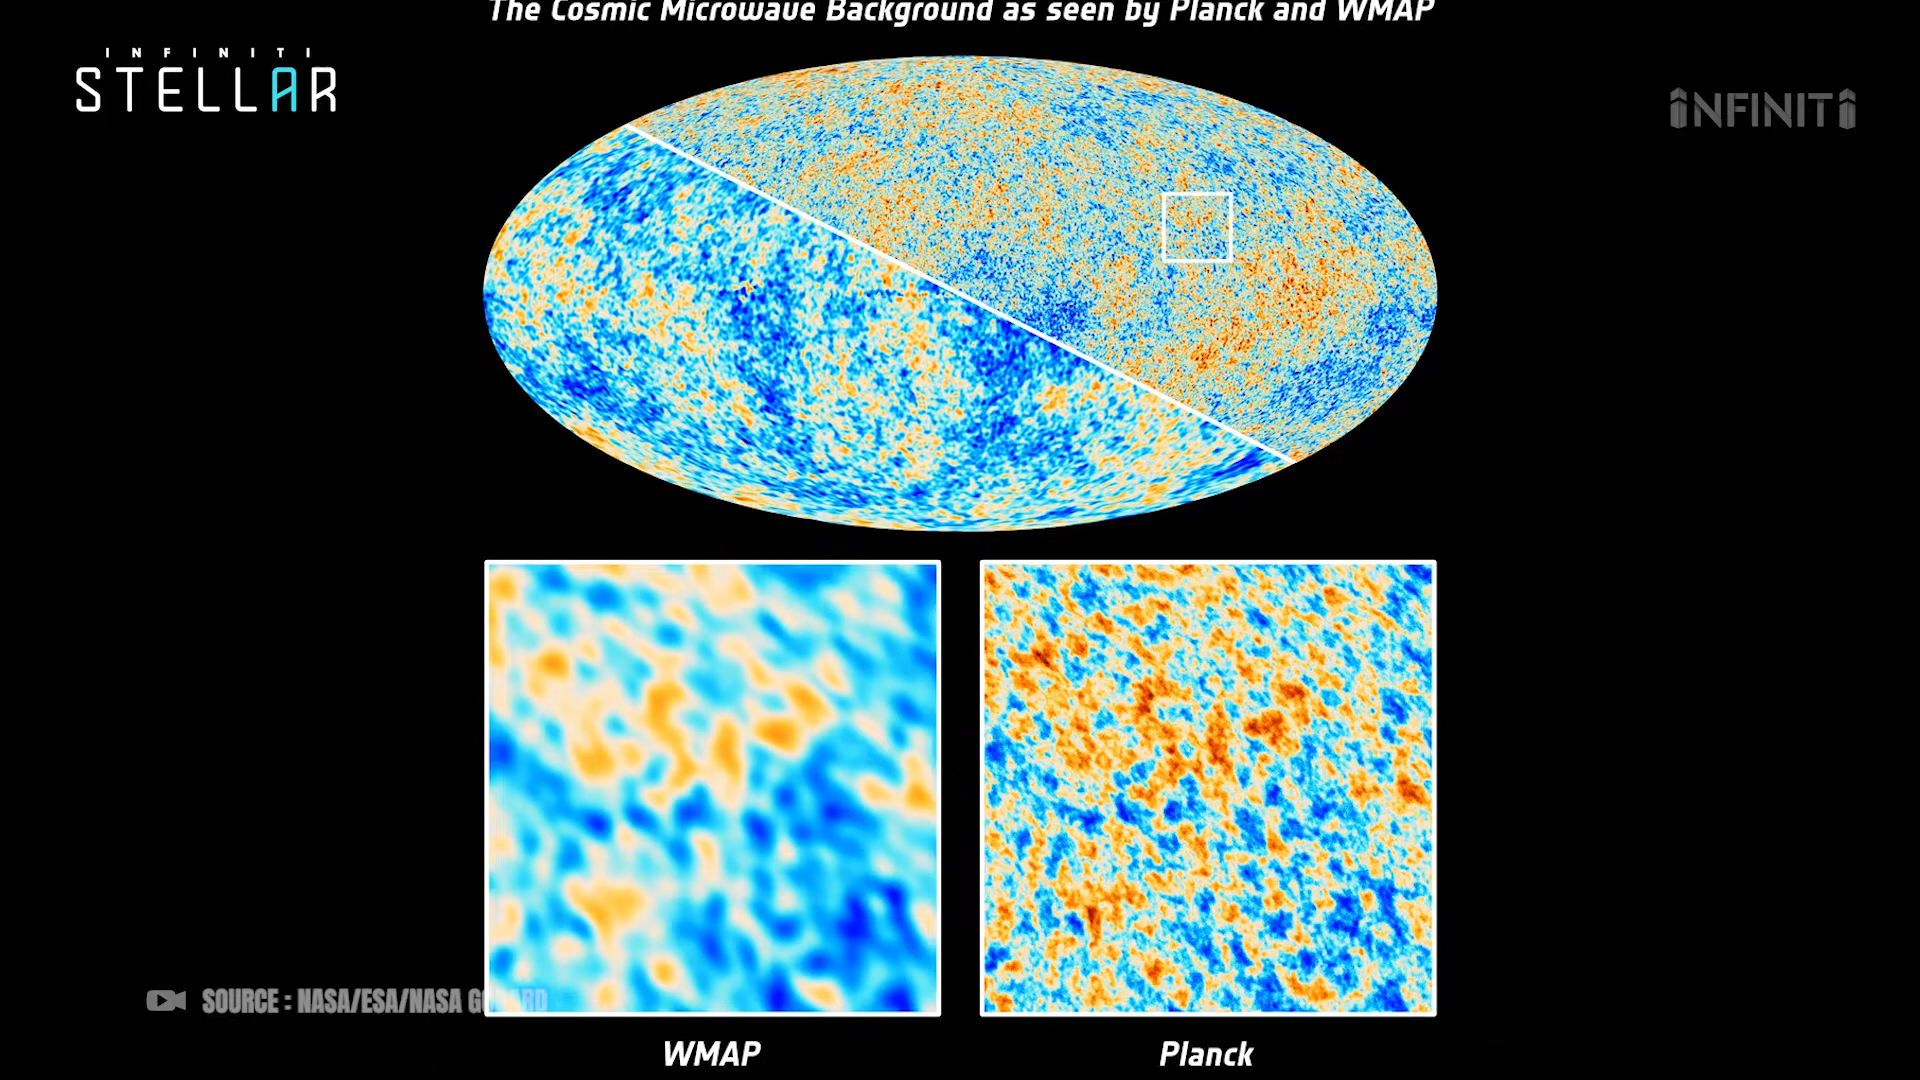 The Cosmic Microwave Background as seen by Planck and WMAP
INFINITI
STELLAR
INFINITI
SOURCE : NASA/ESA/NASA GODDARD
WMAP
Planck